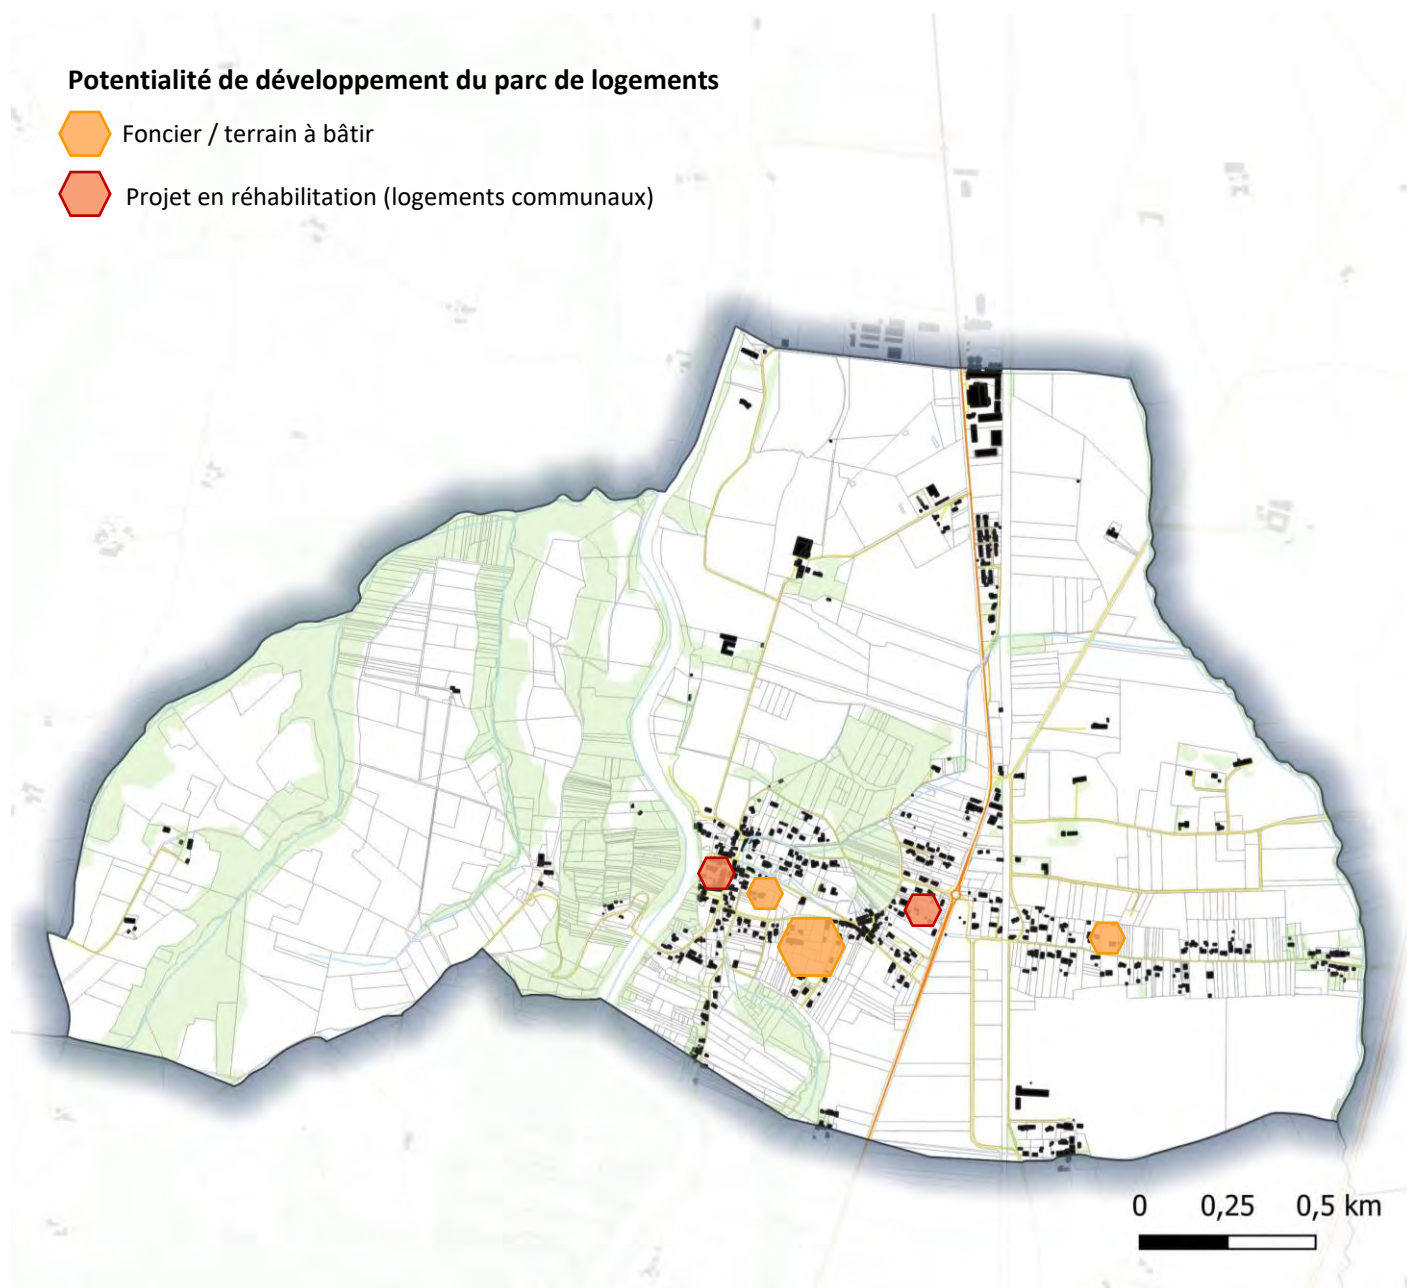 Potentialité de développement du parc de logements
Foncier / terrain à bâtir
Projet en réhabilitation (logements communaux)
0 0,25 0,5 km